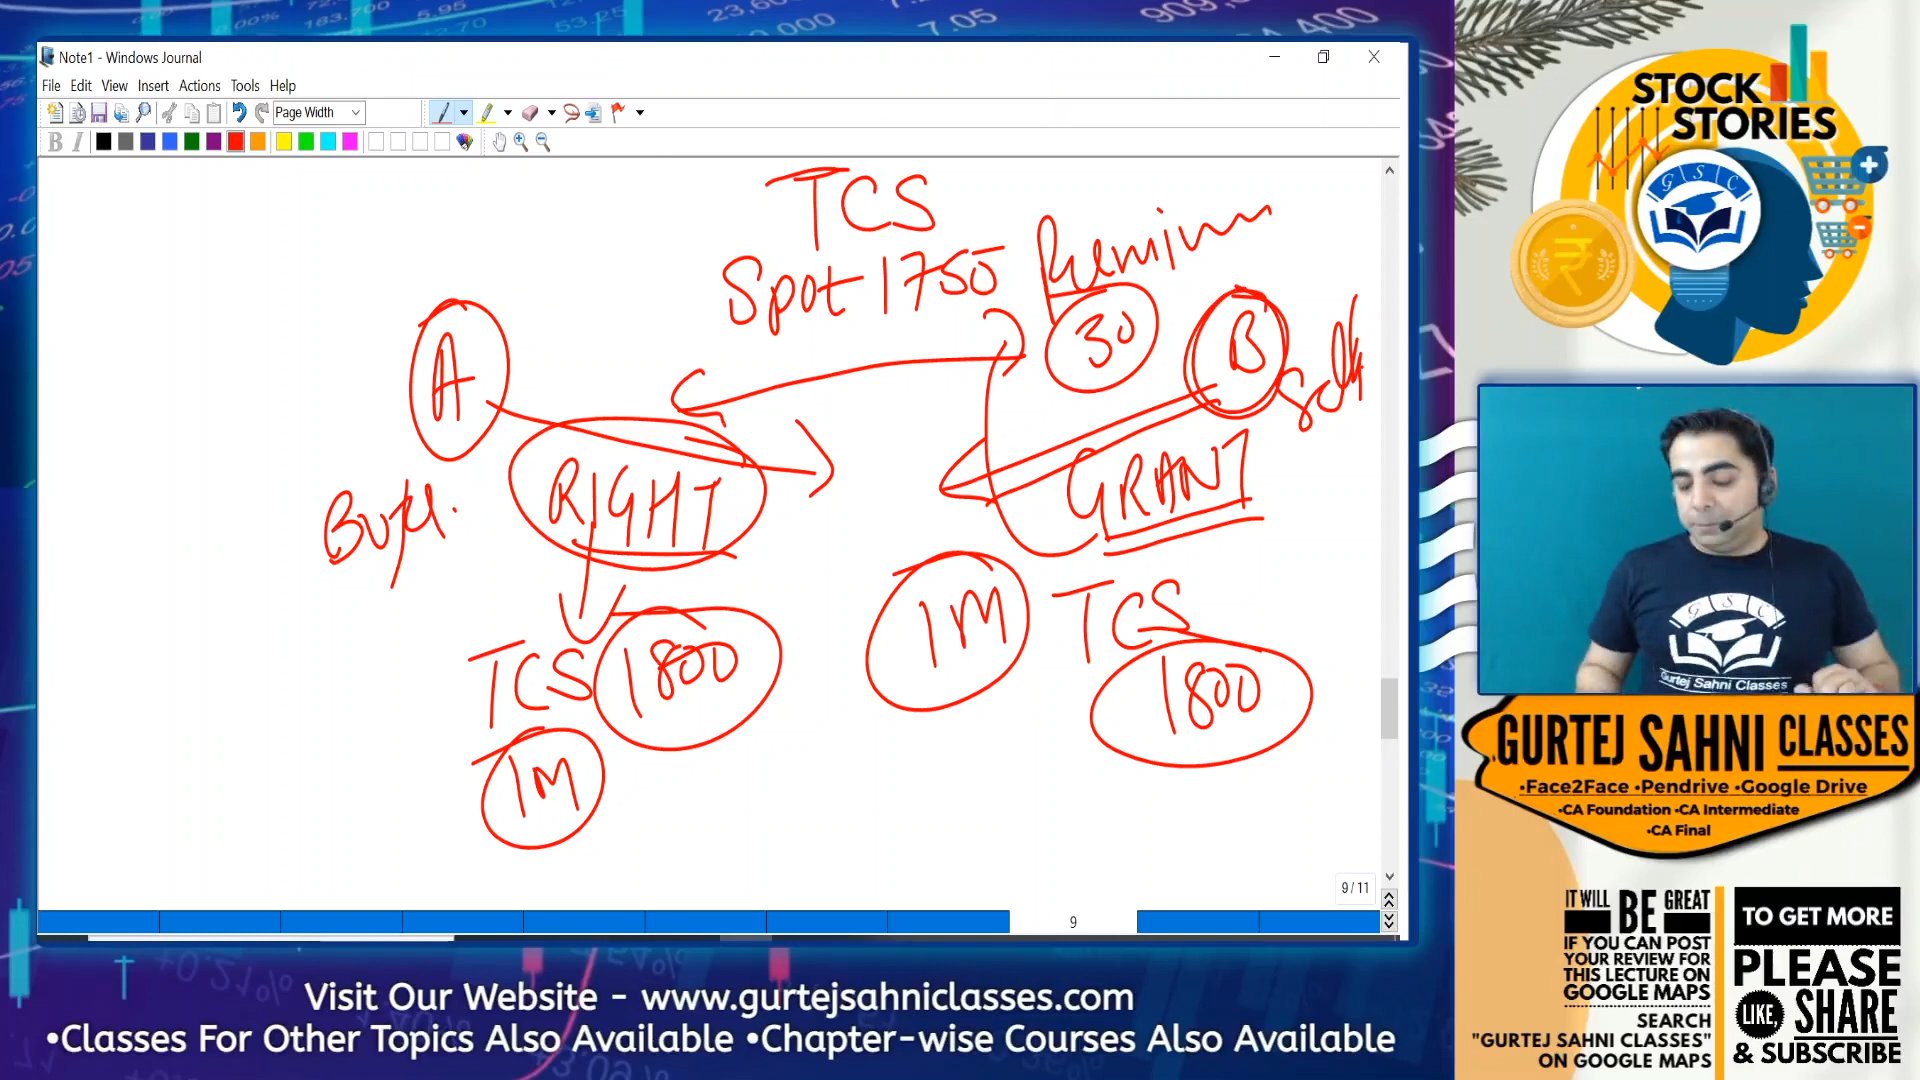 Note1 - Windows Journal
File Edit View Insert Actions Tools Help
Page Width
B I
TCS
Spot 1750
Premium
30
A
B
RIGHT
GRANT
TCS 1800
1M
1M
TCS
1800
9/11
9
STOCK
STORIES
G S C
G S C
Gurtej Sahni Classes
GURTEJ SAHNI CLASSES
•Face2Face •Pendrive •Google Drive
•CA Foundation •CA Intermediate
•CA Final
IT WILL BE GREAT
IF YOU CAN POST
YOUR REVIEW FOR
THIS LECTURE ON
GOOGLE MAPS
SEARCH
"GURTEJ SAHNI CLASSES"
ON GOOGLE MAPS
TO GET MORE
PLEASE
LIKE, SHARE
& SUBSCRIBE
Visit Our Website - www.gurtejsahniclasses.com
•Classes For Other Topics Also Available •Chapter-wise Courses Also Available